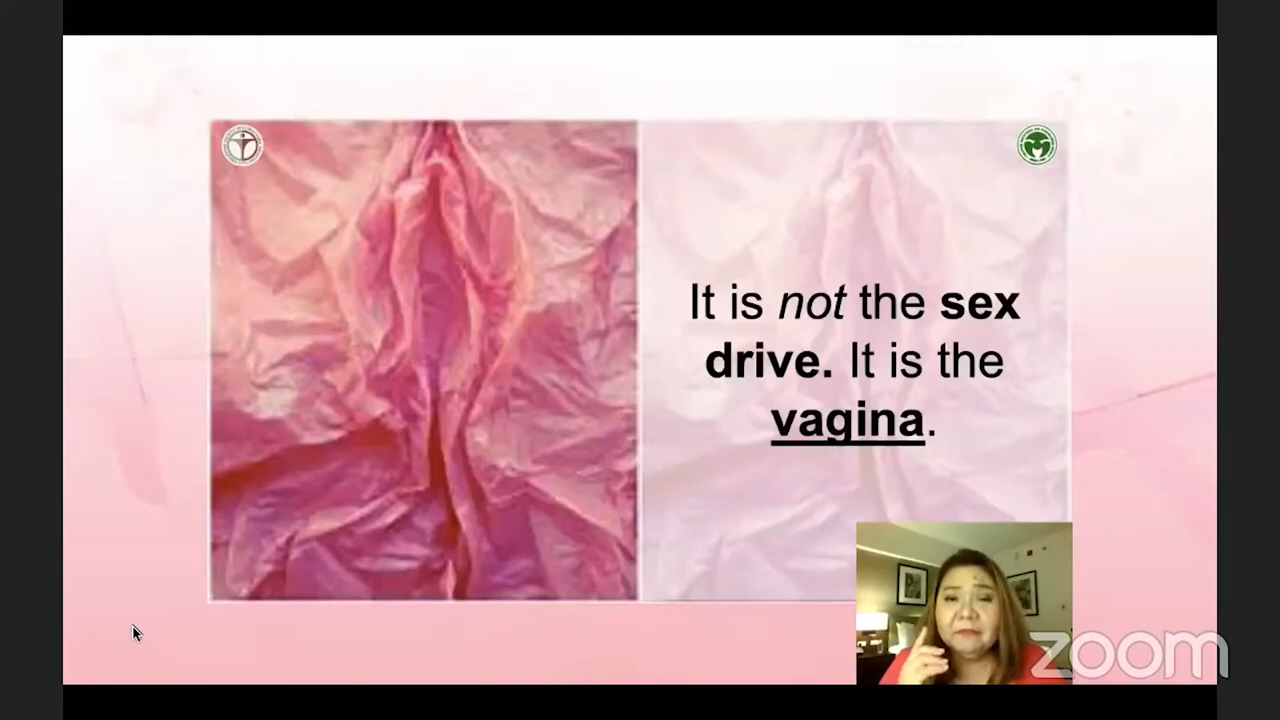 It is not the sex
drive. It is the
vagina.
zoom